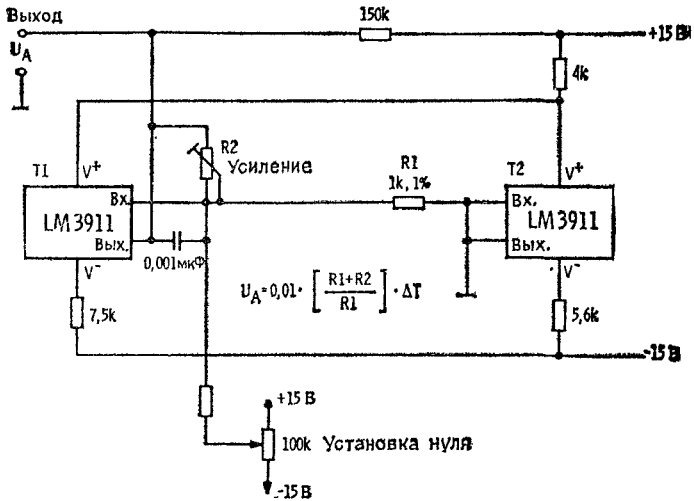 Выход
U_A
150k
+15 В
4k
T1
V+
R2
Усиление
R1
1k, 1%
T2
V+
Вх.
LM3911
Вых.
Вх.
LM3911
Вых.
V-
0,001мкФ
V-
U_A=0,01· [ R1+R2 / R1 ] · ΔT
7,5k
5,6k
-15 В
+15 В
100k Установка нуля
-15 В